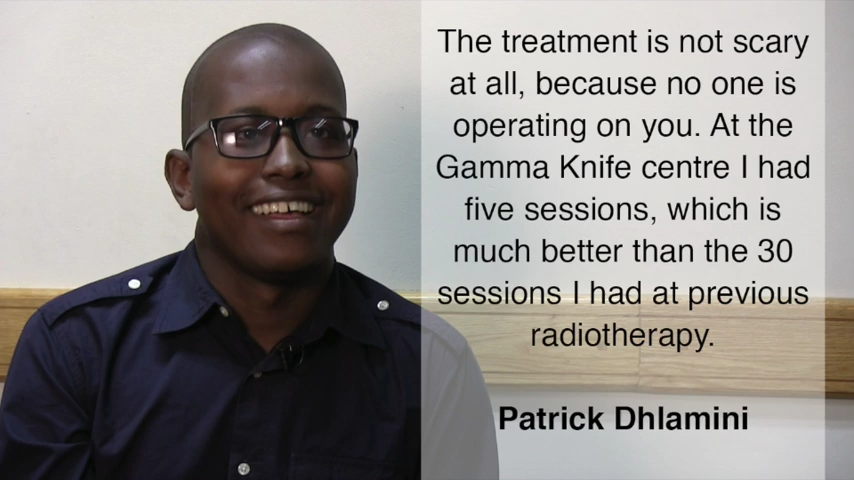 The treatment is not scary
at all, because no one is
operating on you. At the
Gamma Knife centre I had
five sessions, which is
much better than the 30
sessions I had at previous
radiotherapy.
Patrick Dhlamini